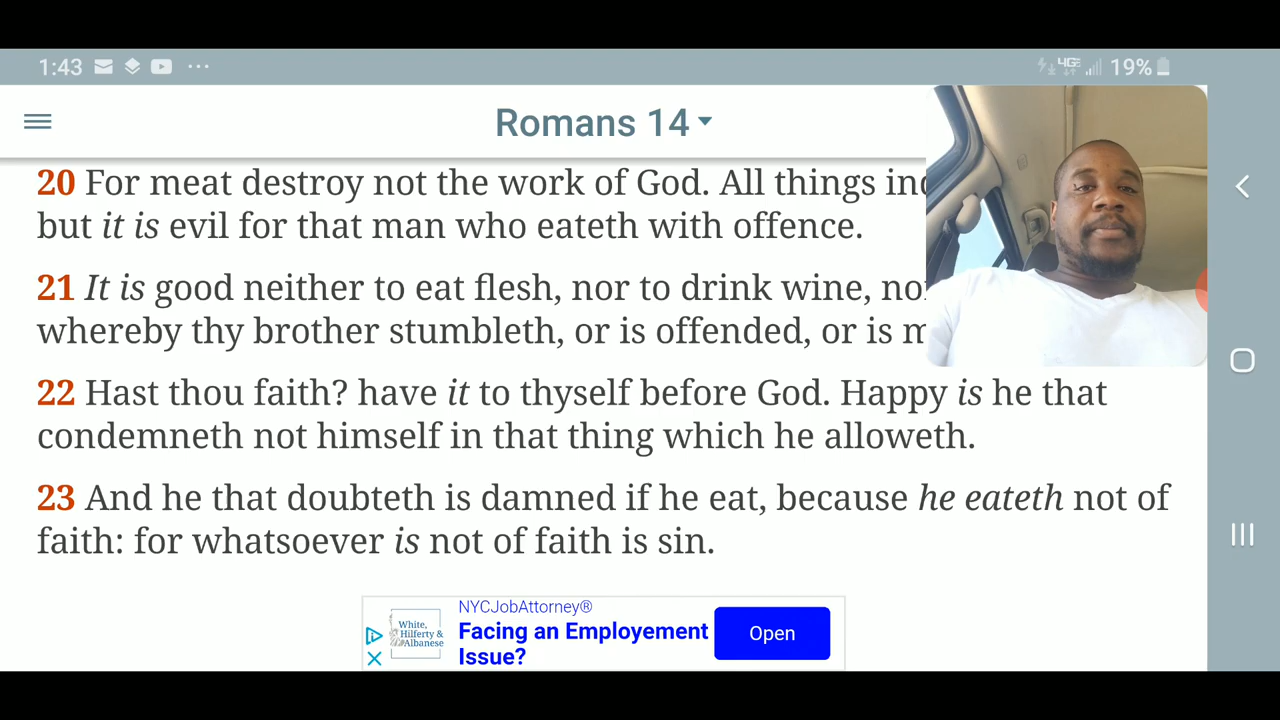 1:43 ... 4GE 19%
Romans 14
20 For meat destroy not the work of God. All things
but it is evil for that man who eateth with offence.
21 It is good neither to eat flesh, nor to drink wine,
whereby thy brother stumbleth, or is offended, or is
22 Hast thou faith? have it to thyself before God. Happy is he that
condemneth not himself in that thing which he alloweth.
23 And he that doubteth is damned if he eat, because he eateth not of
faith: for whatsoever is not of faith is sin.
NYCJobAttorney®
White,
Hilferty &
Albanese
Facing an Employement
Issue?
Open